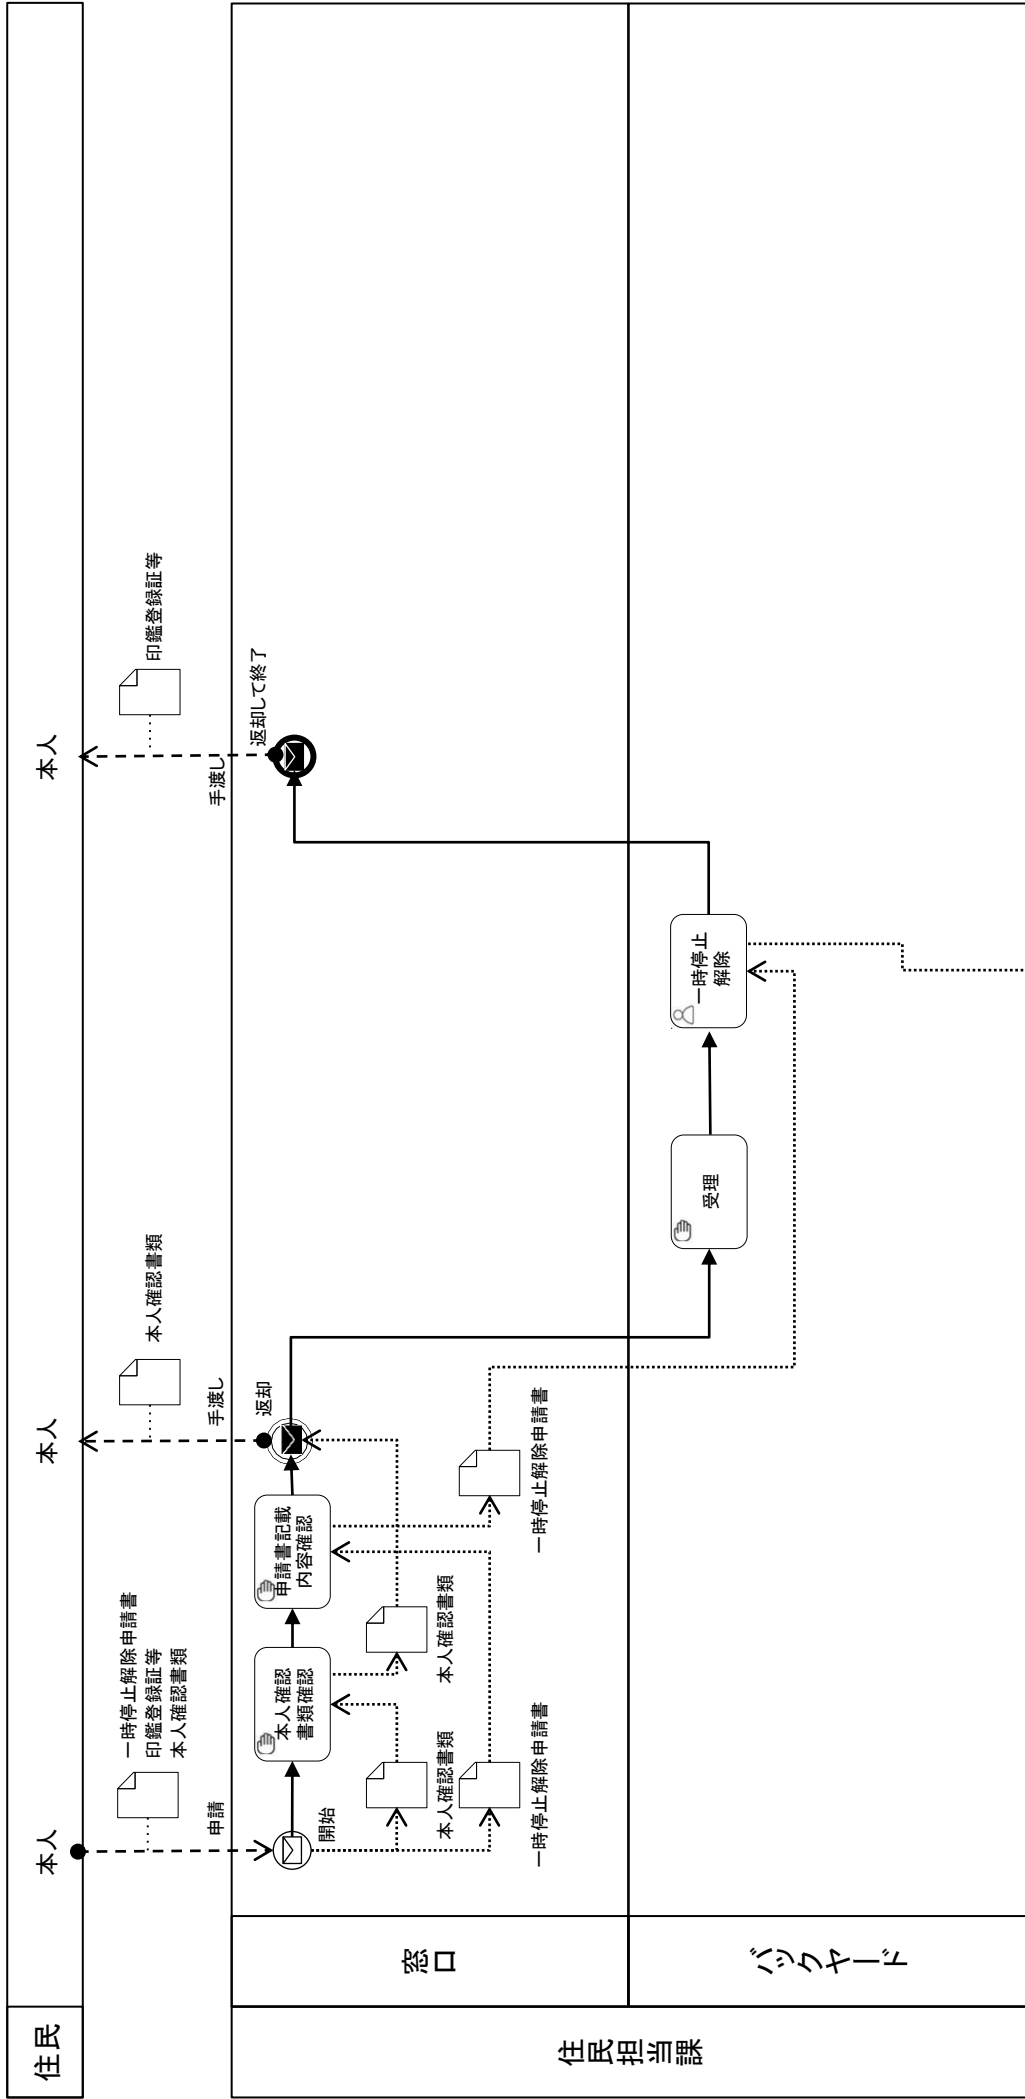 住民
本人
本人
本人
一時停止解除申請書
印鑑登録証等
本人確認書類
申請
本人確認書類
手渡し
印鑑登録証等
手渡し
住民担当課
窓口
開始
本人確認
書類確認
申請書記載
内容確認
返却
返却して終了
本人確認書類
本人確認書類
一時停止解除申請書
一時停止解除申請書
バックヤード
受理
一時停止
解除